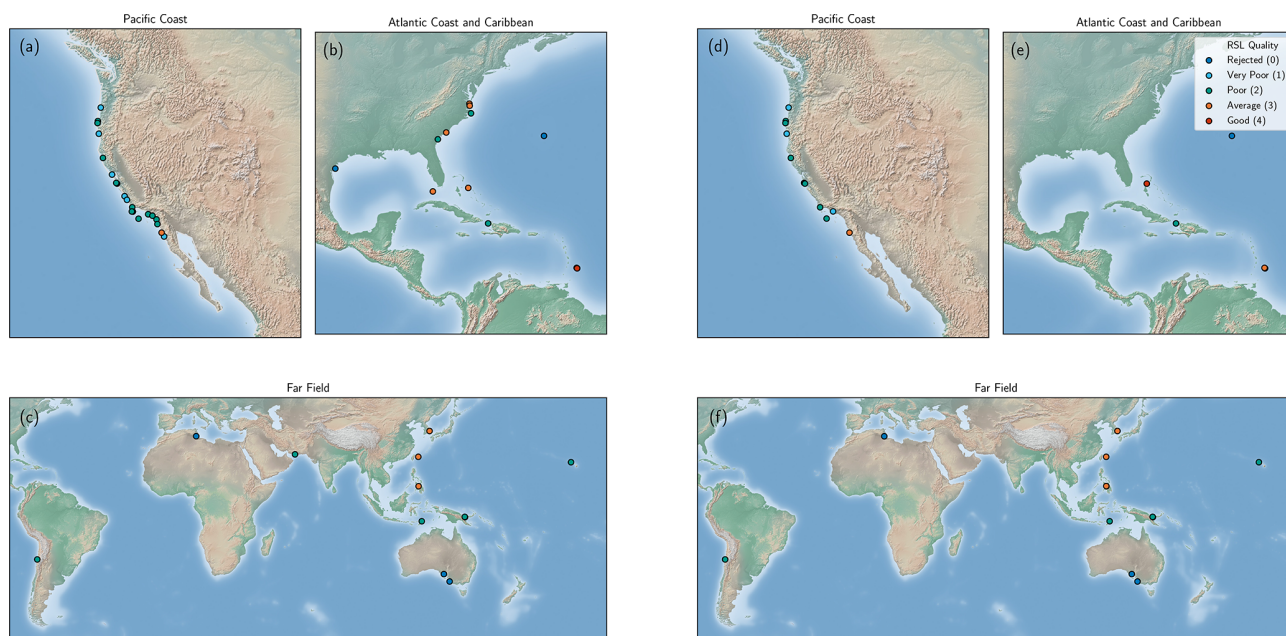 Pacific Coast
(a)
Atlantic Coast and Caribbean
(b)
Pacific Coast
(d)
Atlantic Coast and Caribbean
(e)
RSL Quality
Rejected (0)
Very Poor (1)
Poor (2)
Average (3)
Good (4)
Far Field
(c)
Far Field
(f)